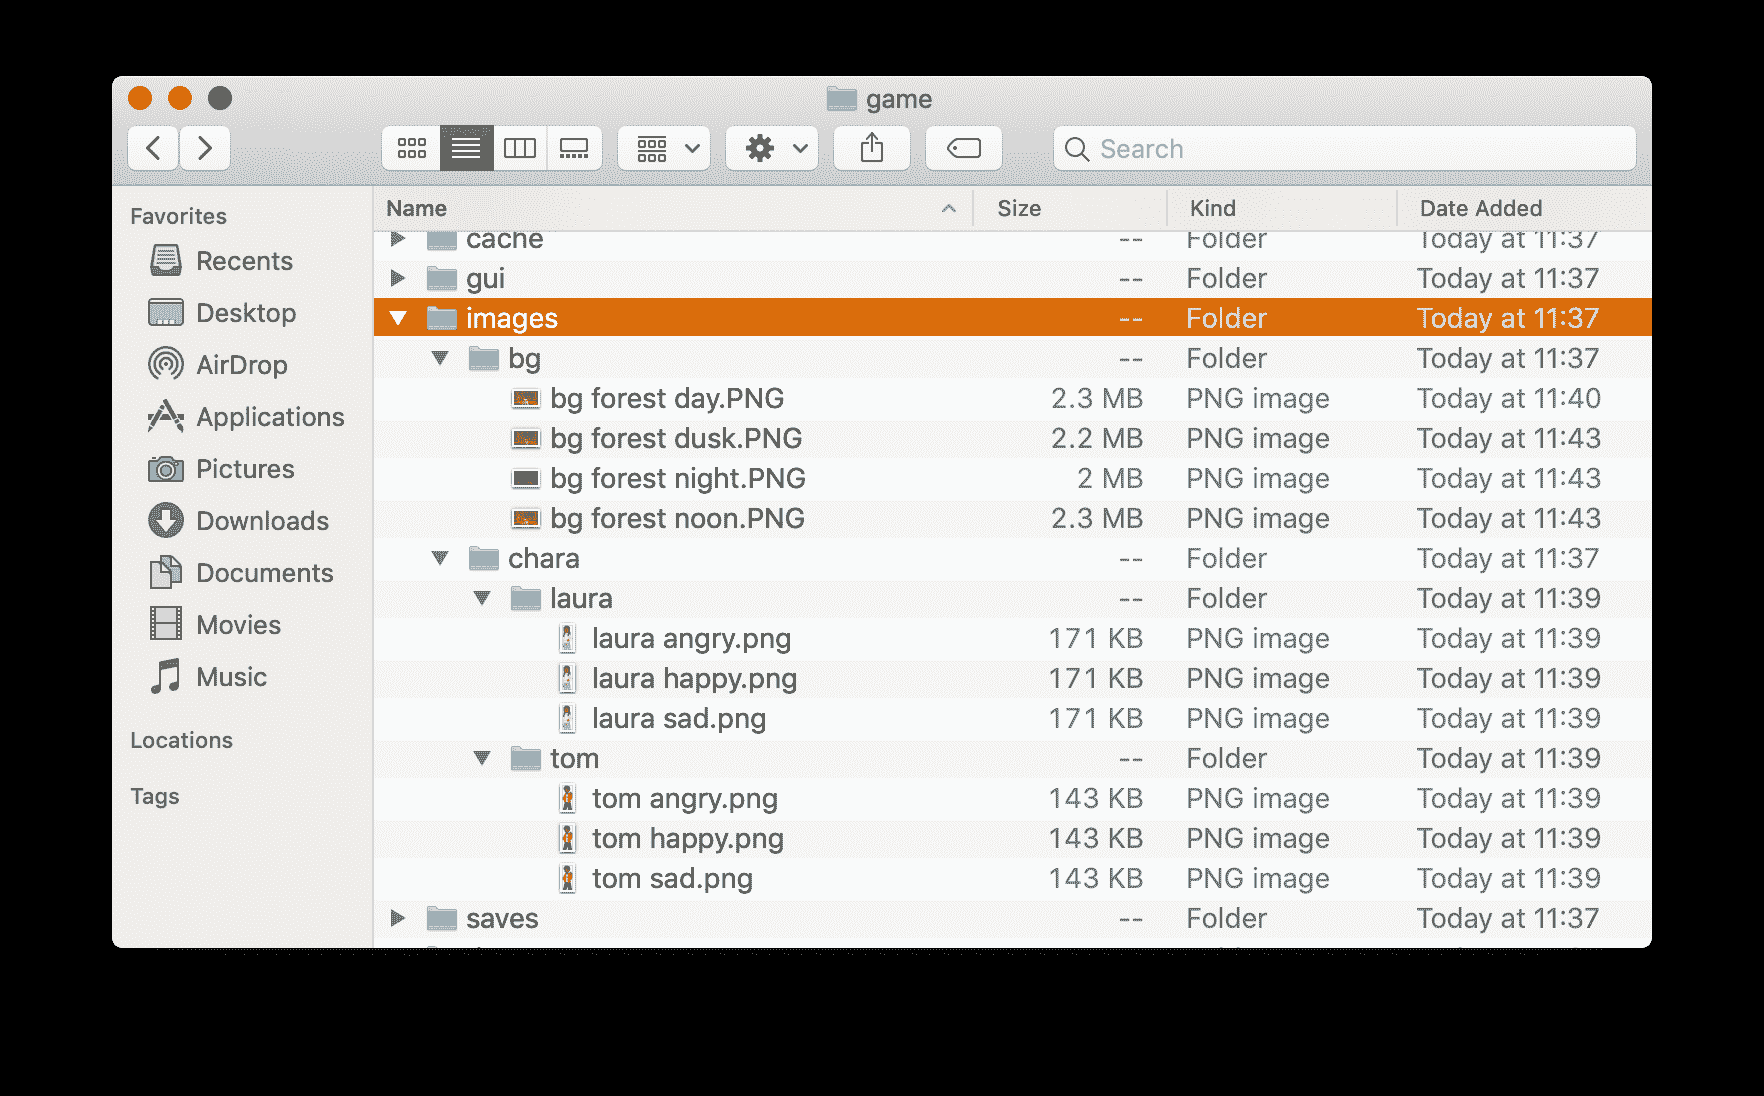 game
Search
Favorites
Recents
Desktop
AirDrop
Applications
Pictures
Downloads
Documents
Movies
Music
Locations
Tags
Name Size Kind Date Added
cache -- Folder Today at 11:37
gui -- Folder Today at 11:37
images -- Folder Today at 11:37
bg -- Folder Today at 11:37
bg forest day.PNG 2.3 MB PNG image Today at 11:40
bg forest dusk.PNG 2.2 MB PNG image Today at 11:43
bg forest night.PNG 2 MB PNG image Today at 11:43
bg forest noon.PNG 2.3 MB PNG image Today at 11:43
chara -- Folder Today at 11:37
laura -- Folder Today at 11:39
laura angry.png 171 KB PNG image Today at 11:39
laura happy.png 171 KB PNG image Today at 11:39
laura sad.png 171 KB PNG image Today at 11:39
tom -- Folder Today at 11:39
tom angry.png 143 KB PNG image Today at 11:39
tom happy.png 143 KB PNG image Today at 11:39
tom sad.png 143 KB PNG image Today at 11:39
saves -- Folder Today at 11:37